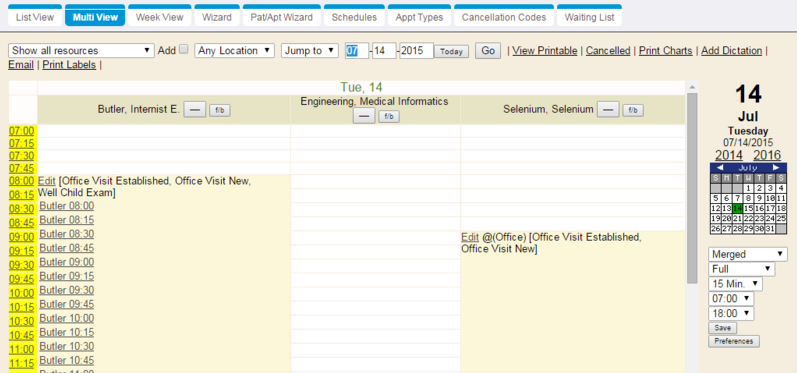 List View Multi View Week View Wizard Pat/Apt Wizard Schedules Appt Types Cancellation Codes Waiting List
Show all resources Add Any Location Jump to 07 -14 -2015 Today Go | View Printable | Cancelled | Print Charts | Add Dictation |
Email | Print Labels |
Tue, 14
Butler, Internist E. — f/b
Engineering, Medical Informatics
— f/b
Selenium, Selenium — f/b
07:00
07:15
07:30
07:45
08:00
08:15
08:30
08:45
09:00
09:15
09:30
09:45
10:00
10:15
10:30
10:45
11:00
11:15
Edit [Office Visit Established, Office Visit New,
Well Child Exam]
Butler 08:00
Butler 08:15
Butler 08:30
Butler 08:45
Butler 09:00
Butler 09:15
Butler 09:30
Butler 09:45
Butler 10:00
Butler 10:15
Butler 10:30
Butler 10:45
Butler 11:00
Edit @(Office) [Office Visit Established,
Office Visit New]
14
Jul
Tuesday
07/14/2015
2014 2016
July
S M T W T F S
1 2 3 4
5 6 7 8 9 10 11
12 13 14 15 16 17 18
19 20 21 22 23 24 25
26 27 28 29 30 31
Merged
Full
15 Min.
07:00
18:00
Save
Preferences